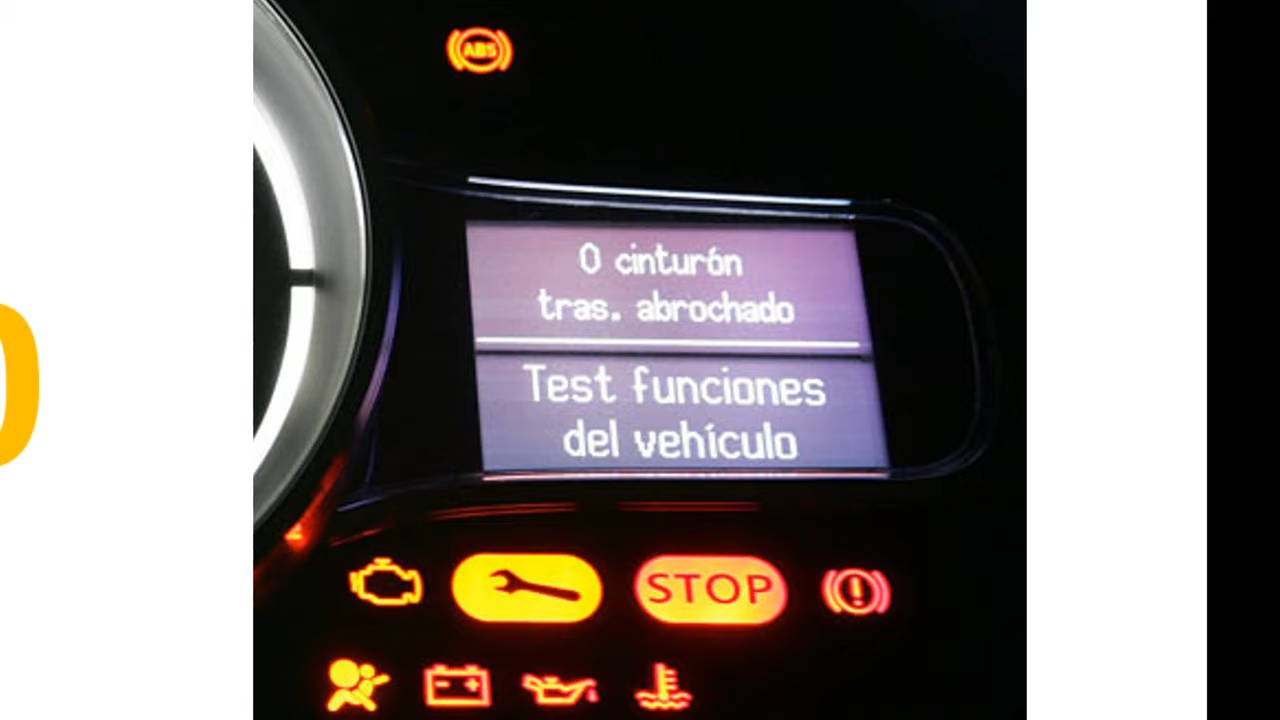 ABS
0 cinturón
tras. abrochado
Test funciones
del vehículo
STOP